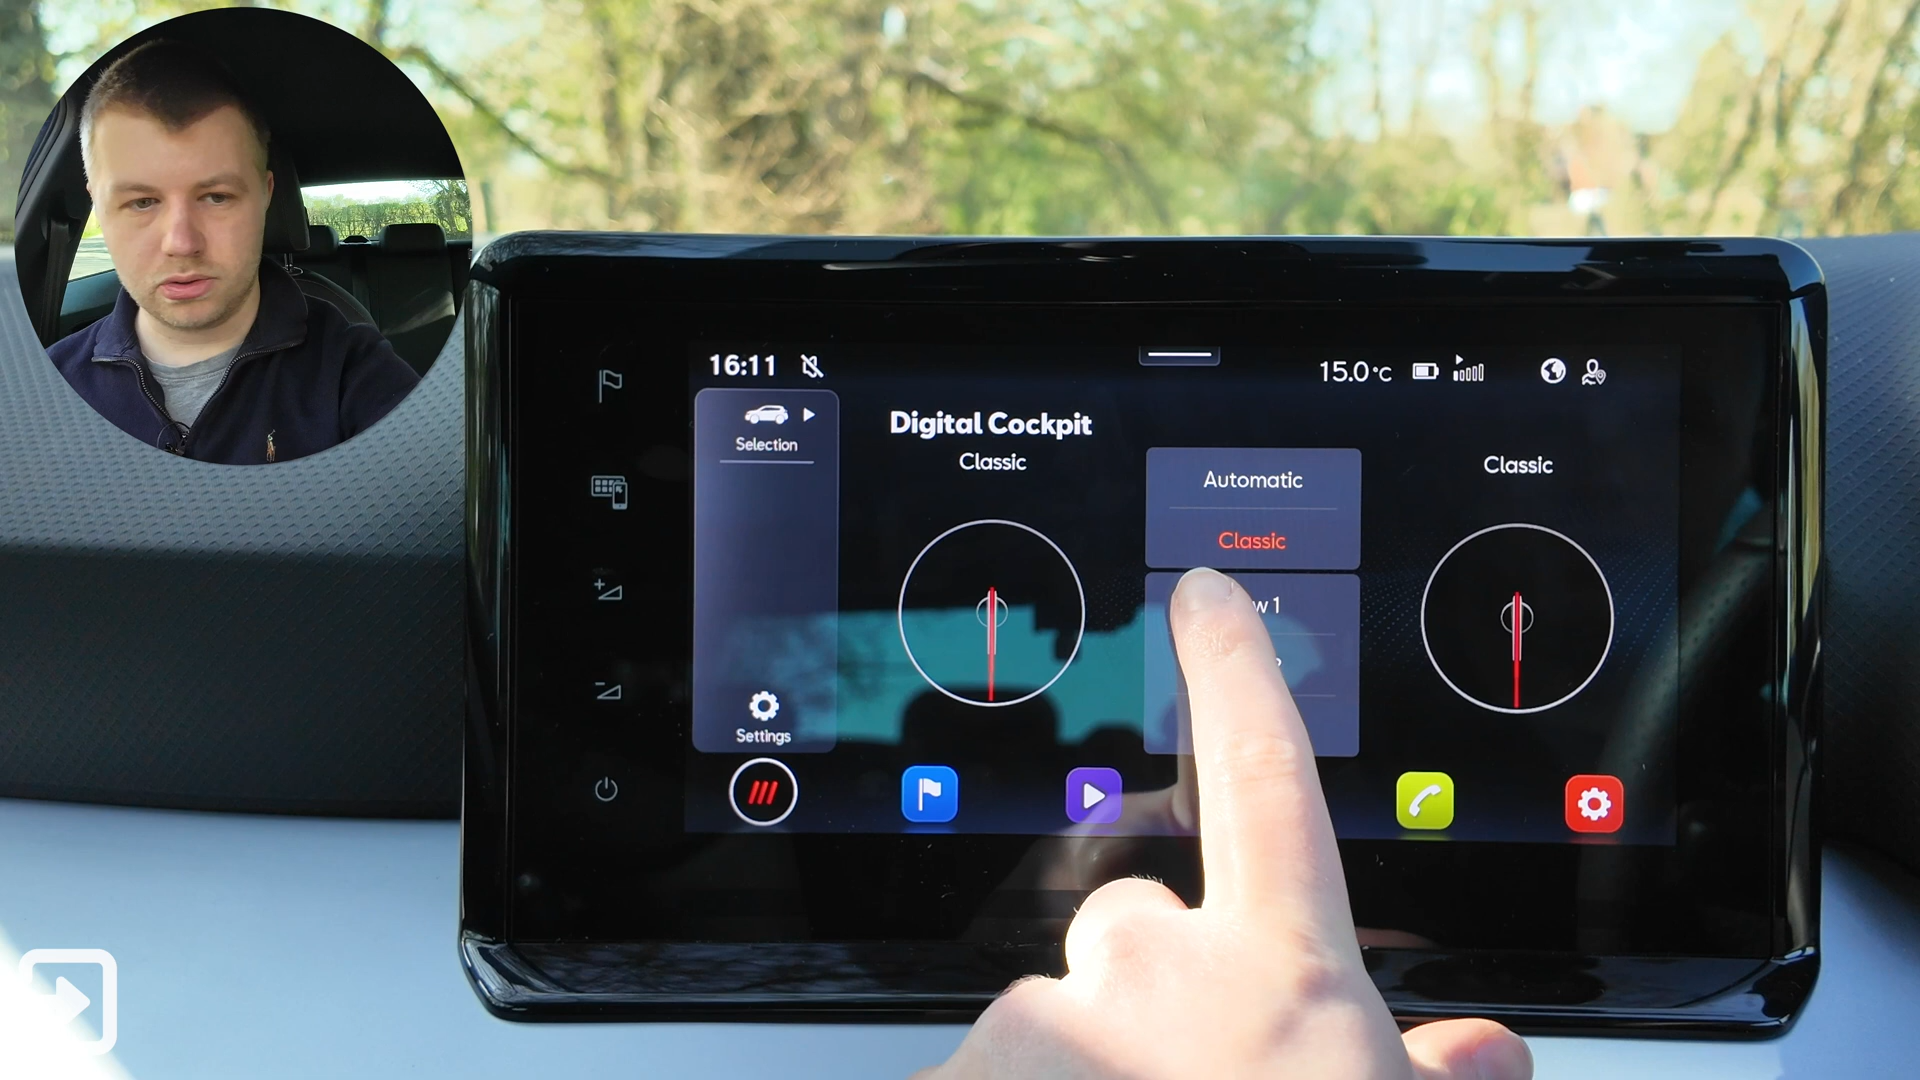 16:11
15.0°C
Selection
Digital Cockpit
Classic
Automatic
Classic
Classic
Settings